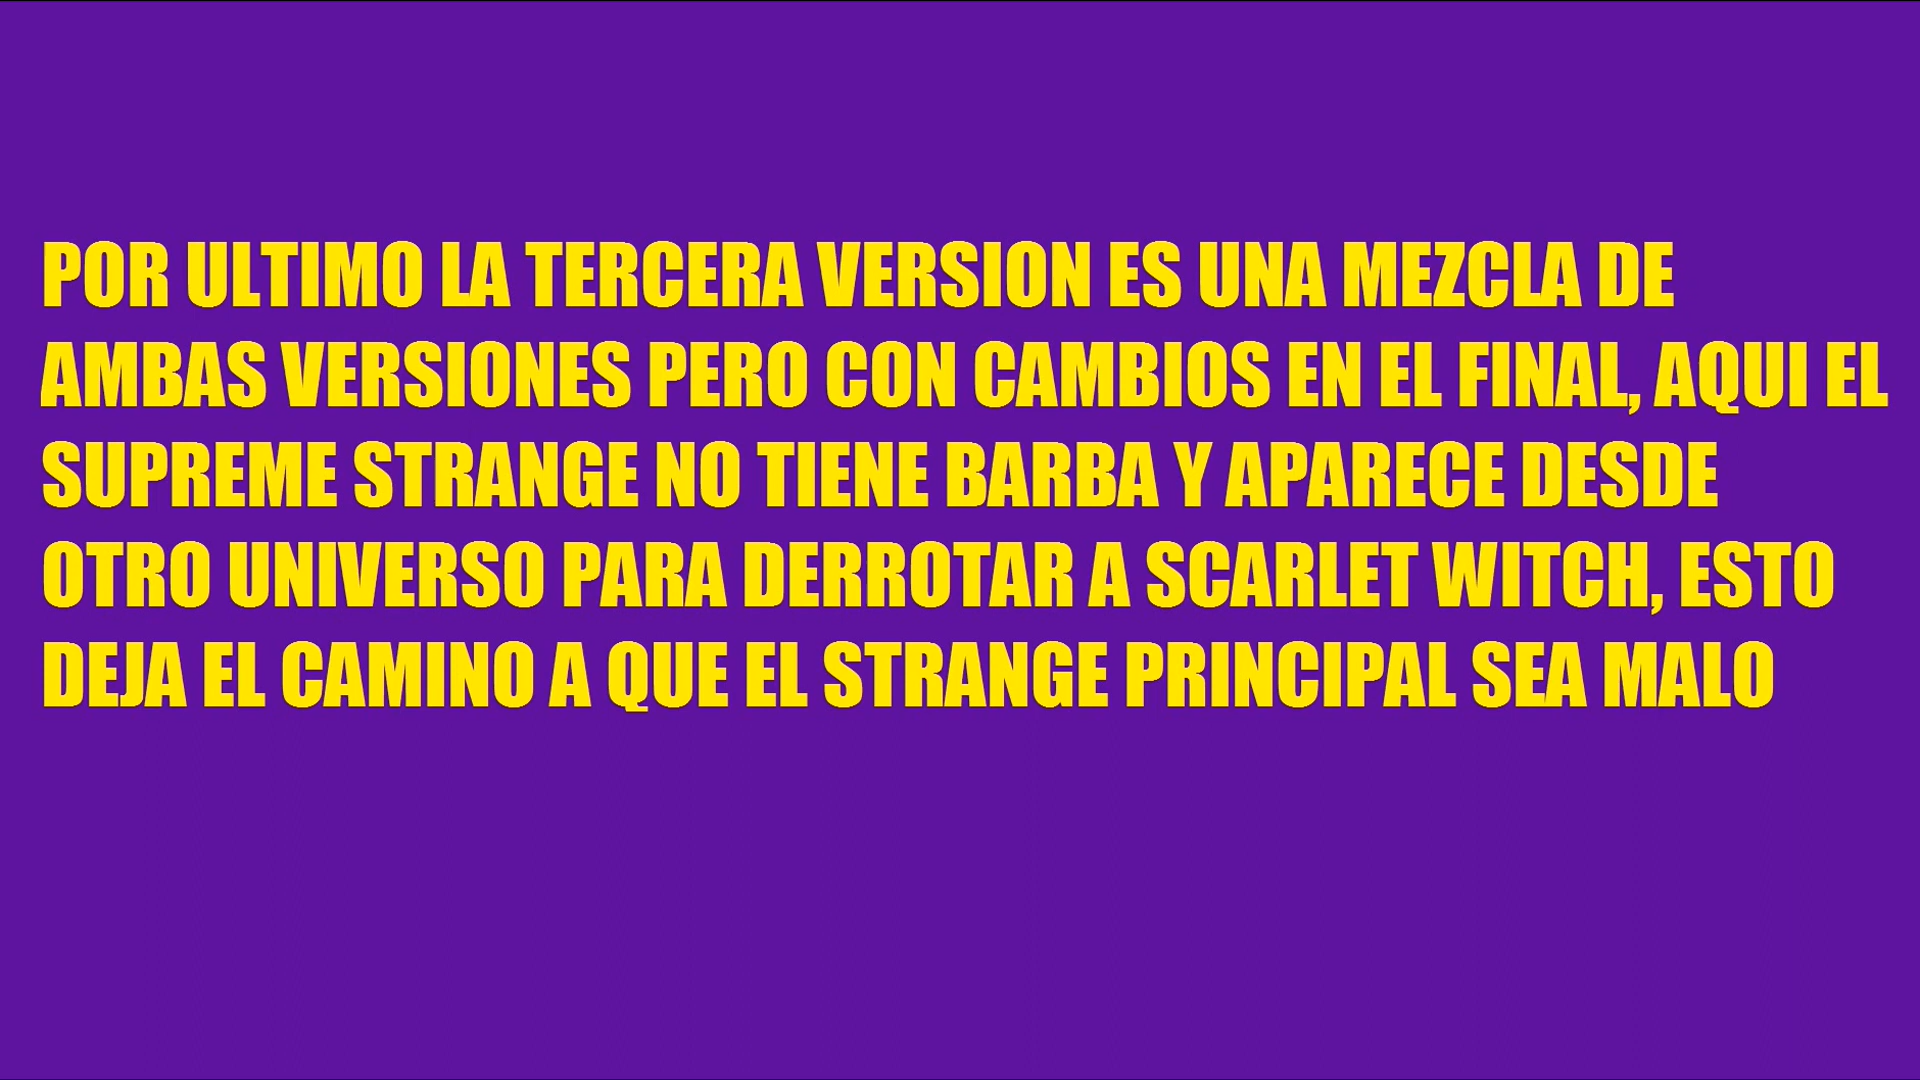 POR ULTIMO LA TERCERA VERSION ES UNA MEZCLA DE
AMBAS VERSIONES PERO CON CAMBIOS EN EL FINAL, AQUI EL
SUPREME STRANGE NO TIENE BARBA Y APARECE DESDE
OTRO UNIVERSO PARA DERROTAR A SCARLET WITCH, ESTO
DEJA EL CAMINO A QUE EL STRANGE PRINCIPAL SEA MALO